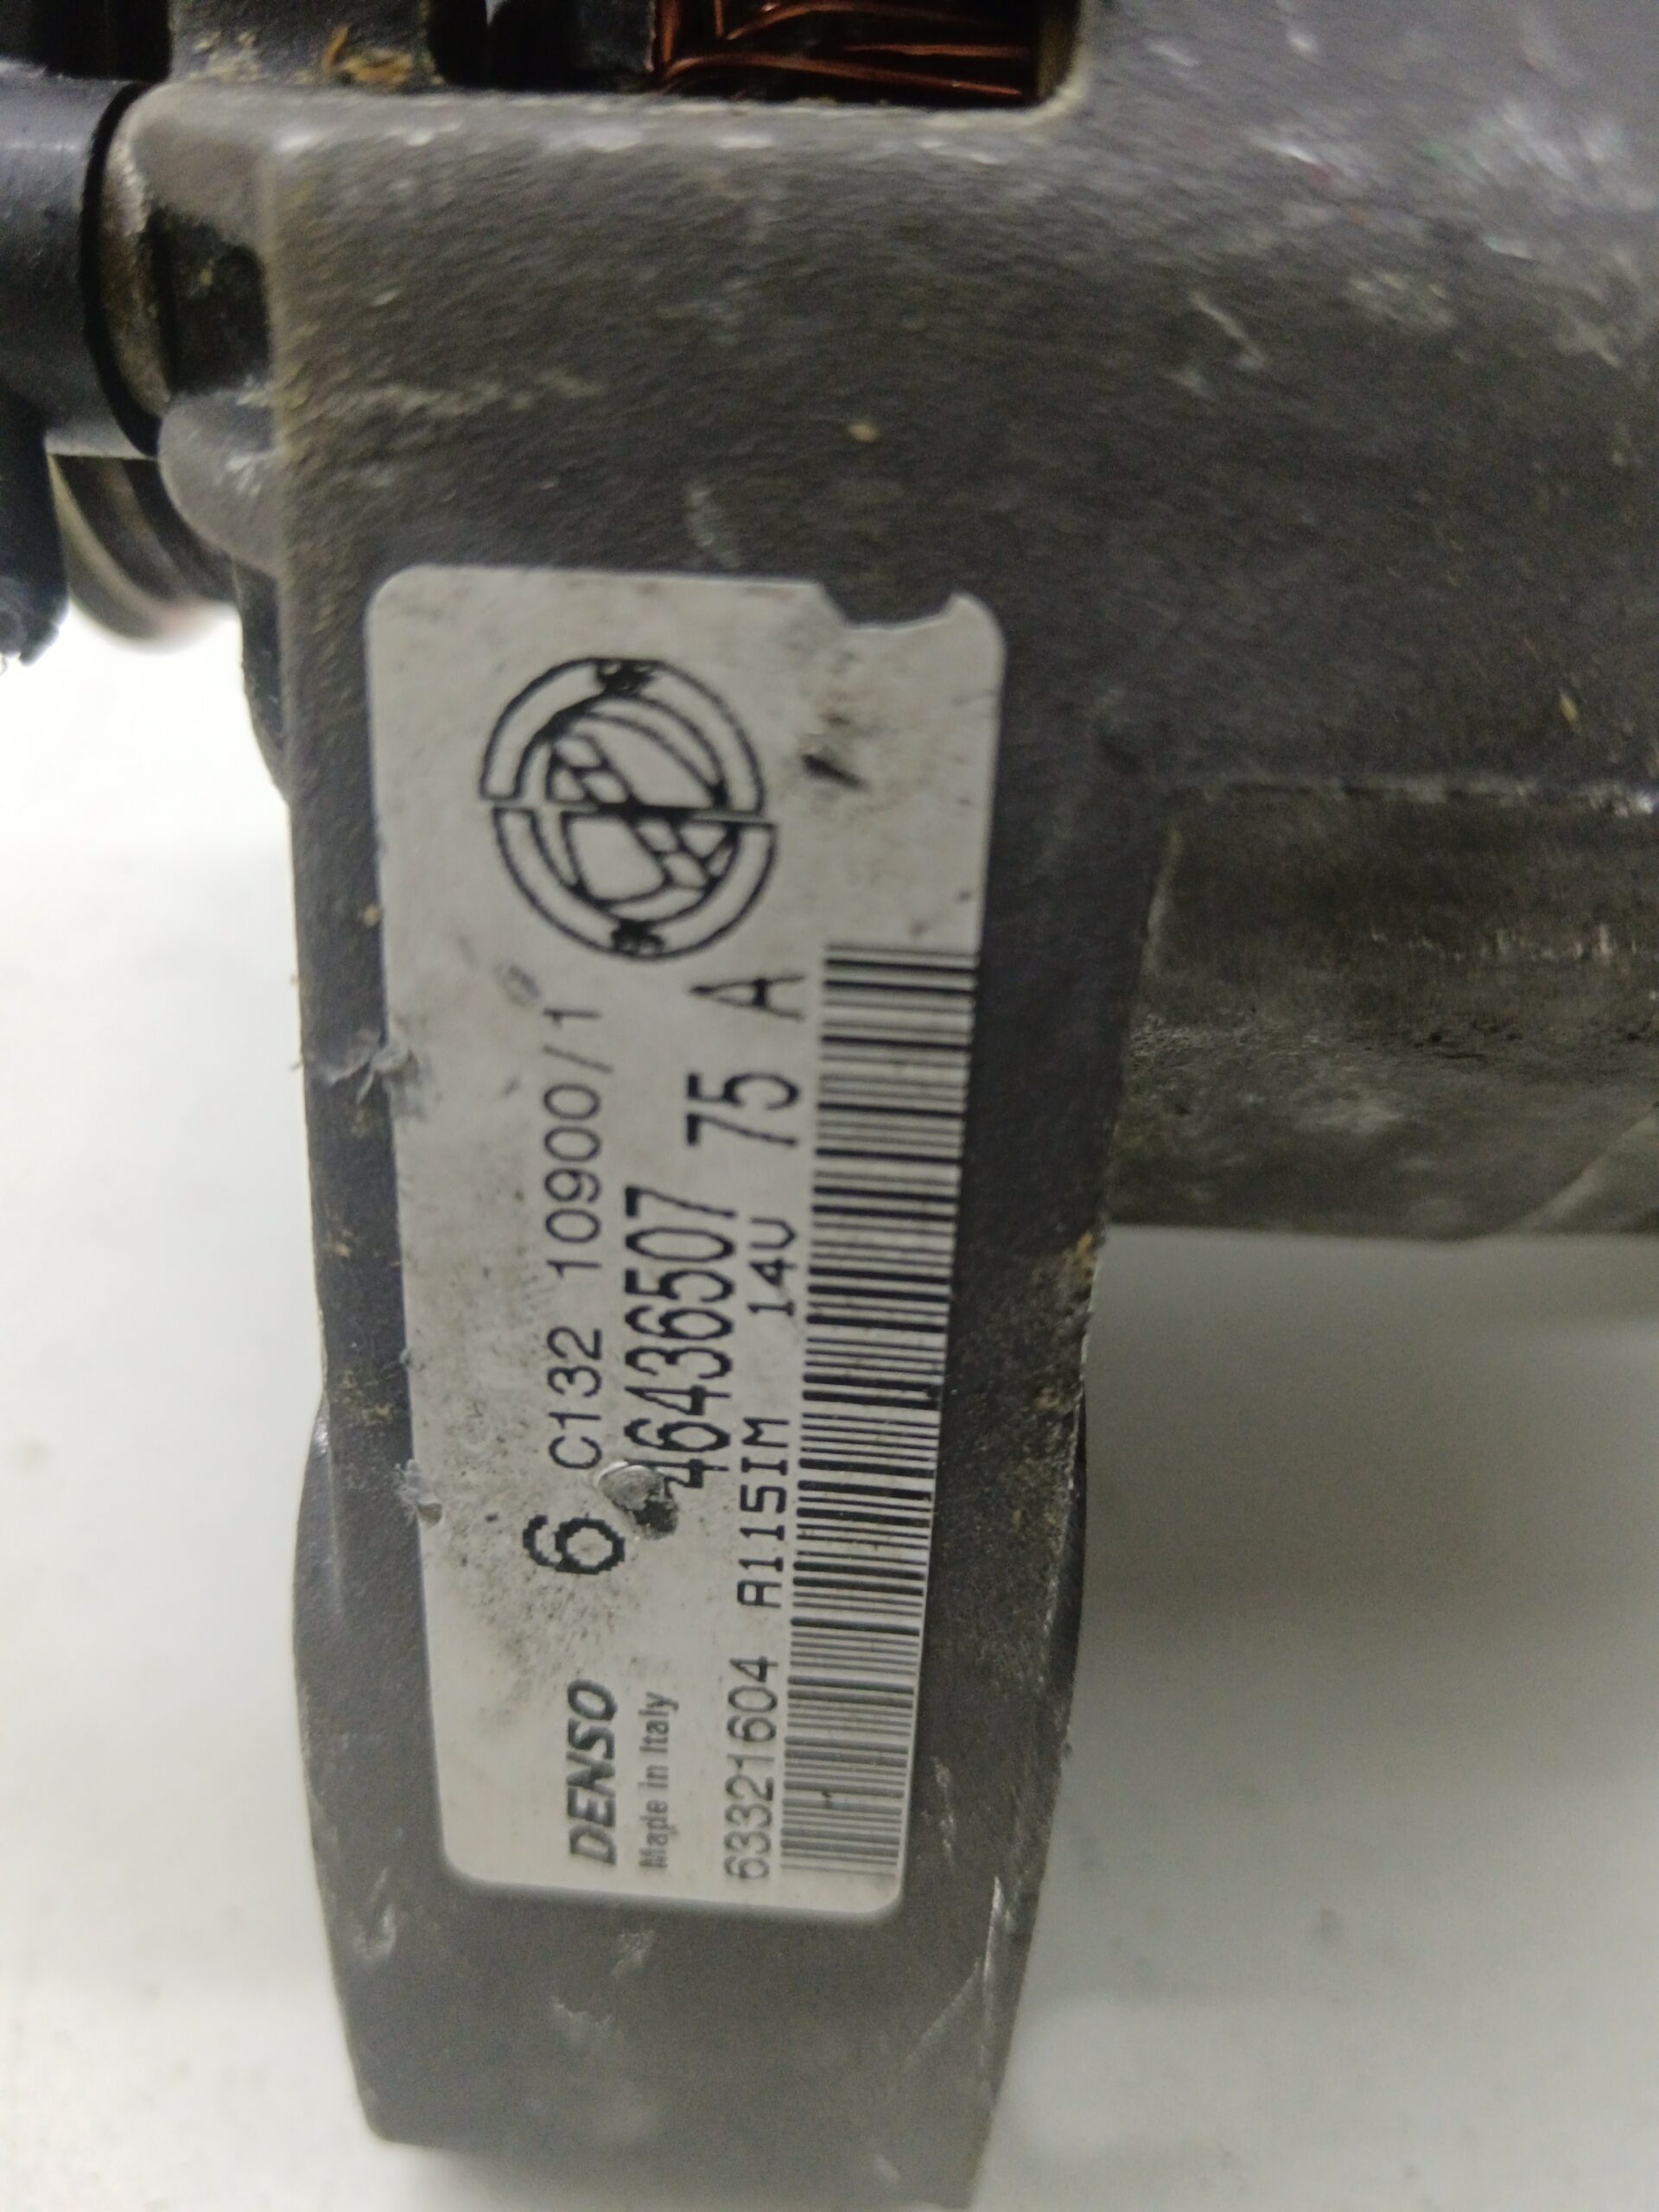 DENSO
Made in Italy
6
C132 10900/1
46436507 75 A
63321604 A115IM 14V